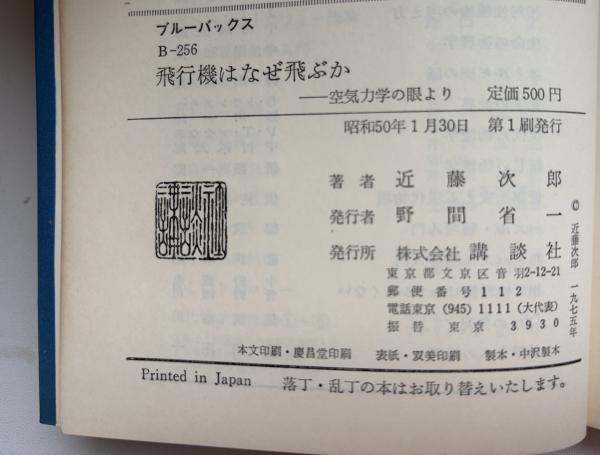 ブルーバックス
B-256
飛行機はなぜ飛ぶか
——空気力学の眼より 定価500円
昭和50年1月30日 第1刷発行
著者 近藤次郎
発行者 野間省一
発行所 株式会社 講談社
東京都文京区音羽2-12-21
郵便番号112
電話東京(945)1111(大代表)
振替東京 3930
© 近藤次郎 一九七五年
本文印刷・慶昌堂印刷 表紙・双美印刷 製本・中沢製本
Printed in Japan 落丁・乱丁の本はお取り替えいたします。